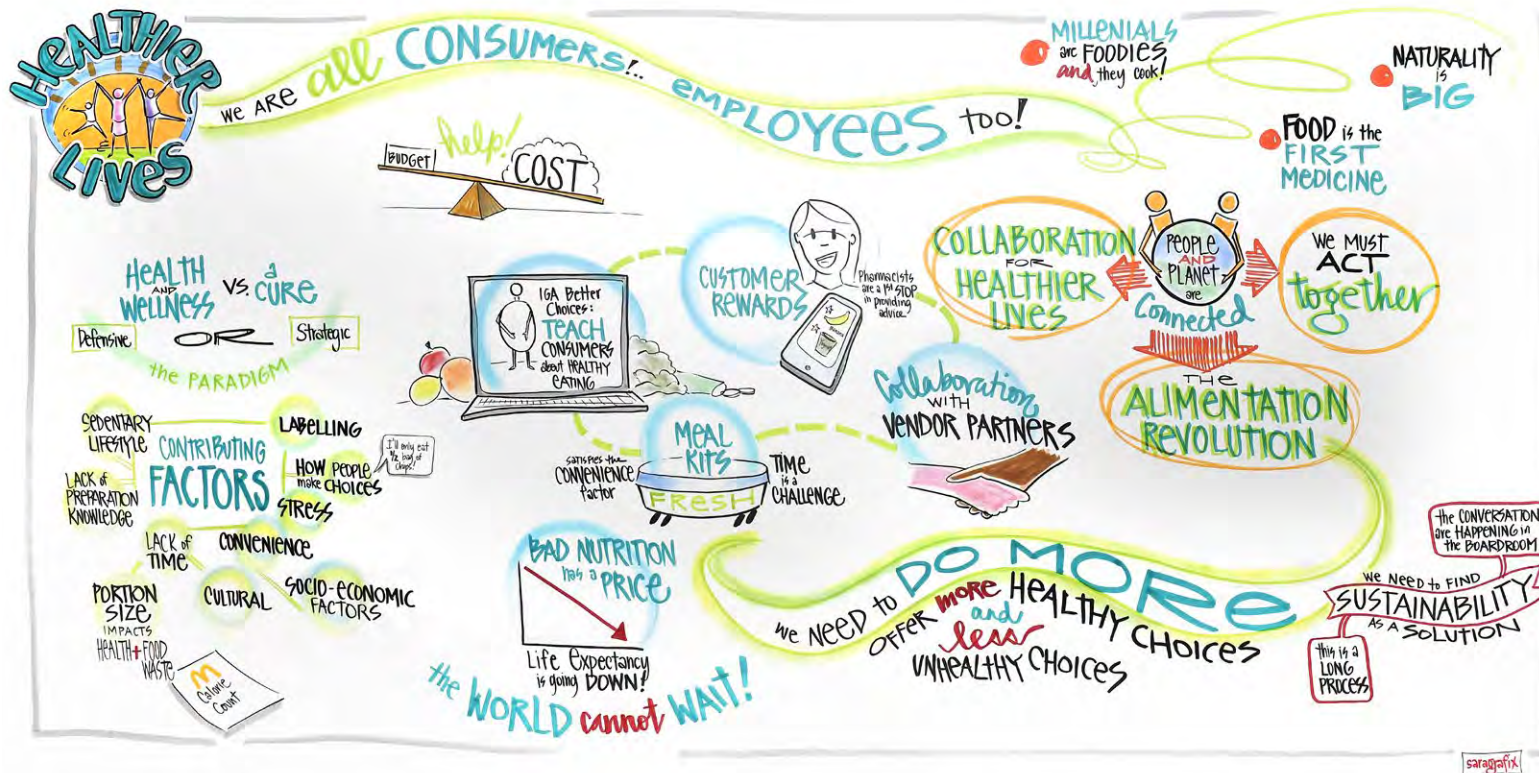 HEALTHIER
LIVES
WE ARE all CONSUMERS!.. EMPLOYEES too!
MILLENIALS
are FOODIES
and, they cook!
NATURALITY
is
BIG
FOOD is the
FIRST
MEDICINE
help!
BUDGET
COST
HEALTH
AND
WELLNESS
VS.
a
CURE
Defensive
OR
Strategic
the PARADIGM
CONTRIBUTING
FACTORS
SEDENTARY
LIFESTYLE
LABELLING
LACK of
PREPARATION
KNOWLEDGE
HOW PEOPLE
make CHOICES
I'll only eat
1/2 bag of
chips!
STRESS
LACK of
TIME
CONVENIENCE
PORTION
SIZE
IMPACTS
HEALTH + FOOD
WASTE
CULTURAL
SOCIO-ECONOMIC
FACTORS
M
Calorie
Count
IGA Better
Choices:
TEACH
CONSUMERS
about HEALTHY
EATING
CUSTOMER
REWARDS
Pharmacists
are a 1st STOP
in providing
advice
Collaboration
WITH
VENDOR PARTNERS
MEAL
KITS
FRESH
SATISFIES the
CONVENIENCE
factor
TIME
is a
CHALLENGE
BAD NUTRITION
has a
PRICE
Life Expectancy
is going DOWN!
the WORLD cannot WAIT!
COLLABORATION
FOR
HEALTHIER
LIVES
PEOPLE
AND
PLANET
are
Connected
WE MUST
ACT
together
THE
ALIMENTATION
REVOLUTION
WE NEED to DO MORE
OFFER MORE HEALTHY CHOICES
and
less
UNHEALTHY CHOICES
the CONVERSATION
are HAPPENING in
the BOARDROOM
WE NEED to FIND
SUSTAINABILITY
AS A SOLUTION
this is a
LONG
PROCESS
saragrafix